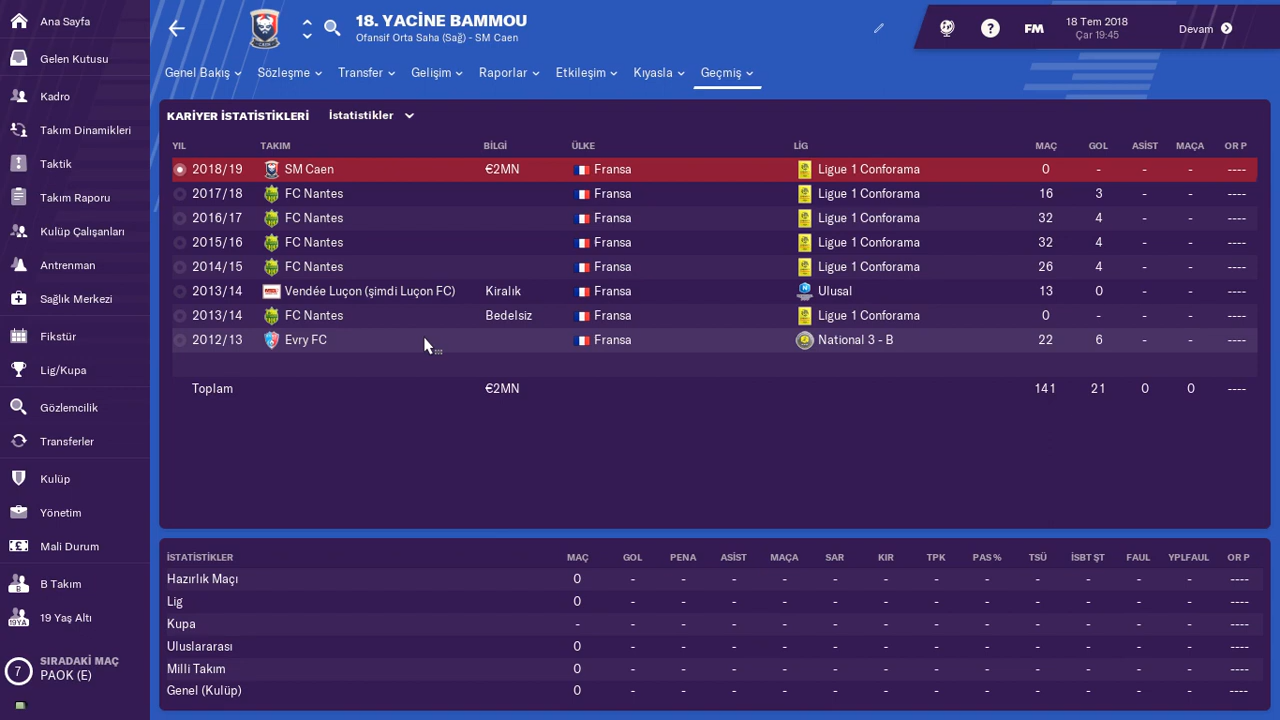 Ana Sayfa
Gelen Kutusu
Kadro
Takım Dinamikleri
Taktik
Takım Raporu
Kulüp Çalışanları
Antrenman
Sağlık Merkezi
Fikstür
Lig/Kupa
Gözlemcilik
Transferler
Kulüp
Yönetim
Mali Durum
B Takım
19 Yaş Altı
7 SIRADAKİ MAÇ
PAOK (E)
18. YACİNE BAMMOU
Ofansif Orta Saha (Sağ) - SM Caen
? FM 18 Tem 2018 Devam
Çar 19:45
Genel Bakış Sözleşme Transfer Gelişim Raporlar Etkileşim Kıyasla Geçmiş
KARİYER İSTATİSTİKLERİ İstatistikler
YIL TAKIM BİLGİ ÜLKE LİG MAÇ GOL ASİST MAÇA OR P
2018/19 SM Caen €2MN Fransa Ligue 1 Conforama 0 - - - ----
2017/18 FC Nantes Fransa Ligue 1 Conforama 16 3 - - ----
2016/17 FC Nantes Fransa Ligue 1 Conforama 32 4 - - ----
2015/16 FC Nantes Fransa Ligue 1 Conforama 32 4 - - ----
2014/15 FC Nantes Fransa Ligue 1 Conforama 26 4 - - ----
2013/14 Vendée Luçon (şimdi Luçon FC) Kiralık Fransa Ulusal 13 0 - - ----
2013/14 FC Nantes Bedelsiz Fransa Ligue 1 Conforama 0 - - - ----
2012/13 Evry FC Fransa National 3 - B 22 6 - - ----
Toplam €2MN 141 21 0 0 ----
İSTATİSTİKLER MAÇ GOL PENA ASİST MAÇA SAR KIR TPK PAS % TSÜ İSBT ŞT FAUL YPLFAUL OR P
Hazırlık Maçı 0 - - - - - - - - - - - - ----
Lig 0 - - - - - - - - - - - - ----
Kupa - - - - - - - - - - - - - ----
Uluslararası 0 - - - - - - - - - - - - ----
Milli Takım 0 - - - - - - - - - - - - ----
Genel (Kulüp) 0 - - - - - - - - - - - - ----